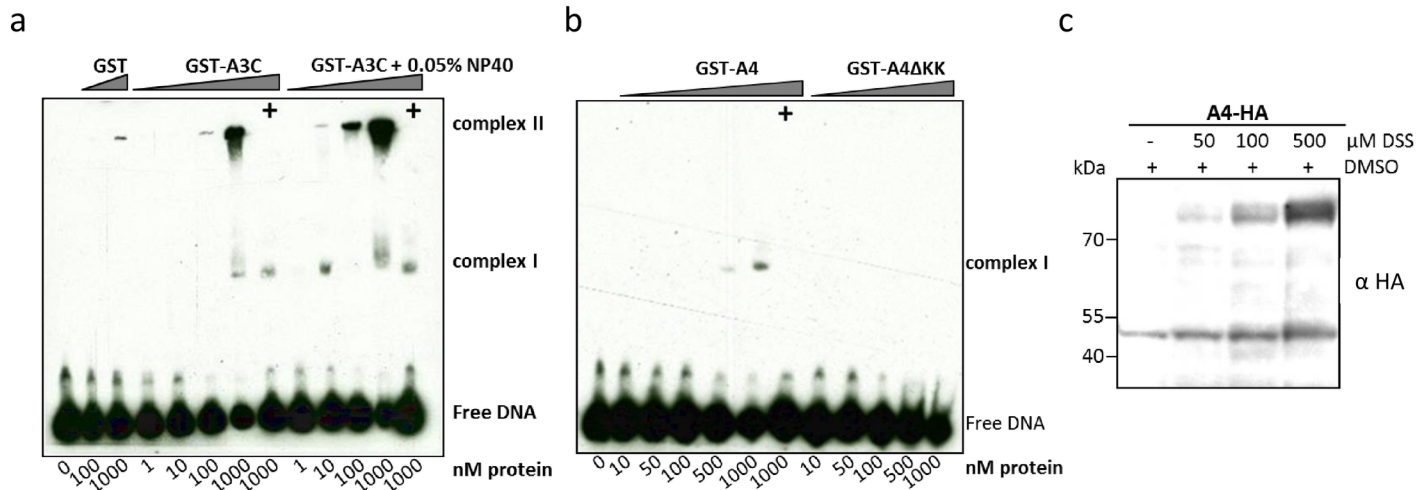 a
GST
GST-A3C
GST-A3C + 0.05% NP40
+
+
complex II
complex I
Free DNA
0 100 1000 1 10 100 1000 1000 1 10 100 1000 1000
nM protein
b
GST-A4
GST-A4ΔKK
+
complex I
Free DNA
0 10 50 100 500 1000 1000 10 50 100 500 1000
nM protein
c
A4-HA
- 50 100 500 μM DSS
kDa + + + + DMSO
70
55
40
α HA